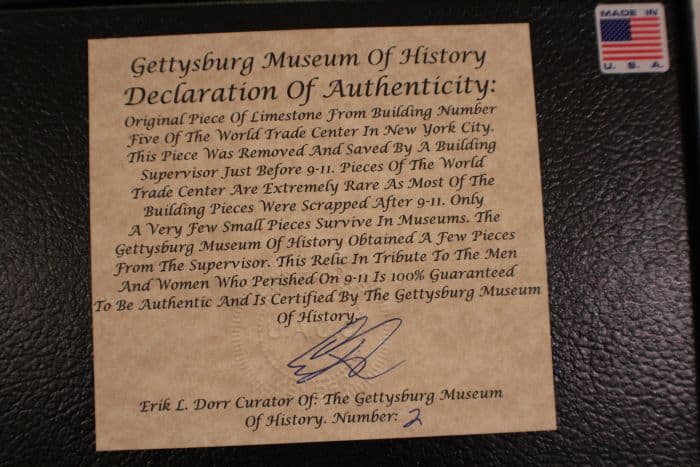 MADE IN
U. S. A.
Gettysburg Museum Of History
Declaration Of Authenticity:
Original Piece Of Limestone From Building Number
Five Of The World Trade Center In New York City.
This Piece Was Removed And Saved By A Building
Supervisor Just Before 9-11. Pieces Of The World
Trade Center Are Extremely Rare As Most Of The
Building Pieces Were Scrapped After 9-11. Only
A Very Few Small Pieces Survive In Museums. The
Gettysburg Museum Of History Obtained A Few Pieces
From The Supervisor. This Relic In Tribute To The Men
And Women Who Perished On 9-11 Is 100% Guaranteed
To Be Authentic And Is Certified By The Gettysburg Museum
Of History.
Erik L. Dorr Curator Of: The Gettysburg Museum
Of History. Number: 2